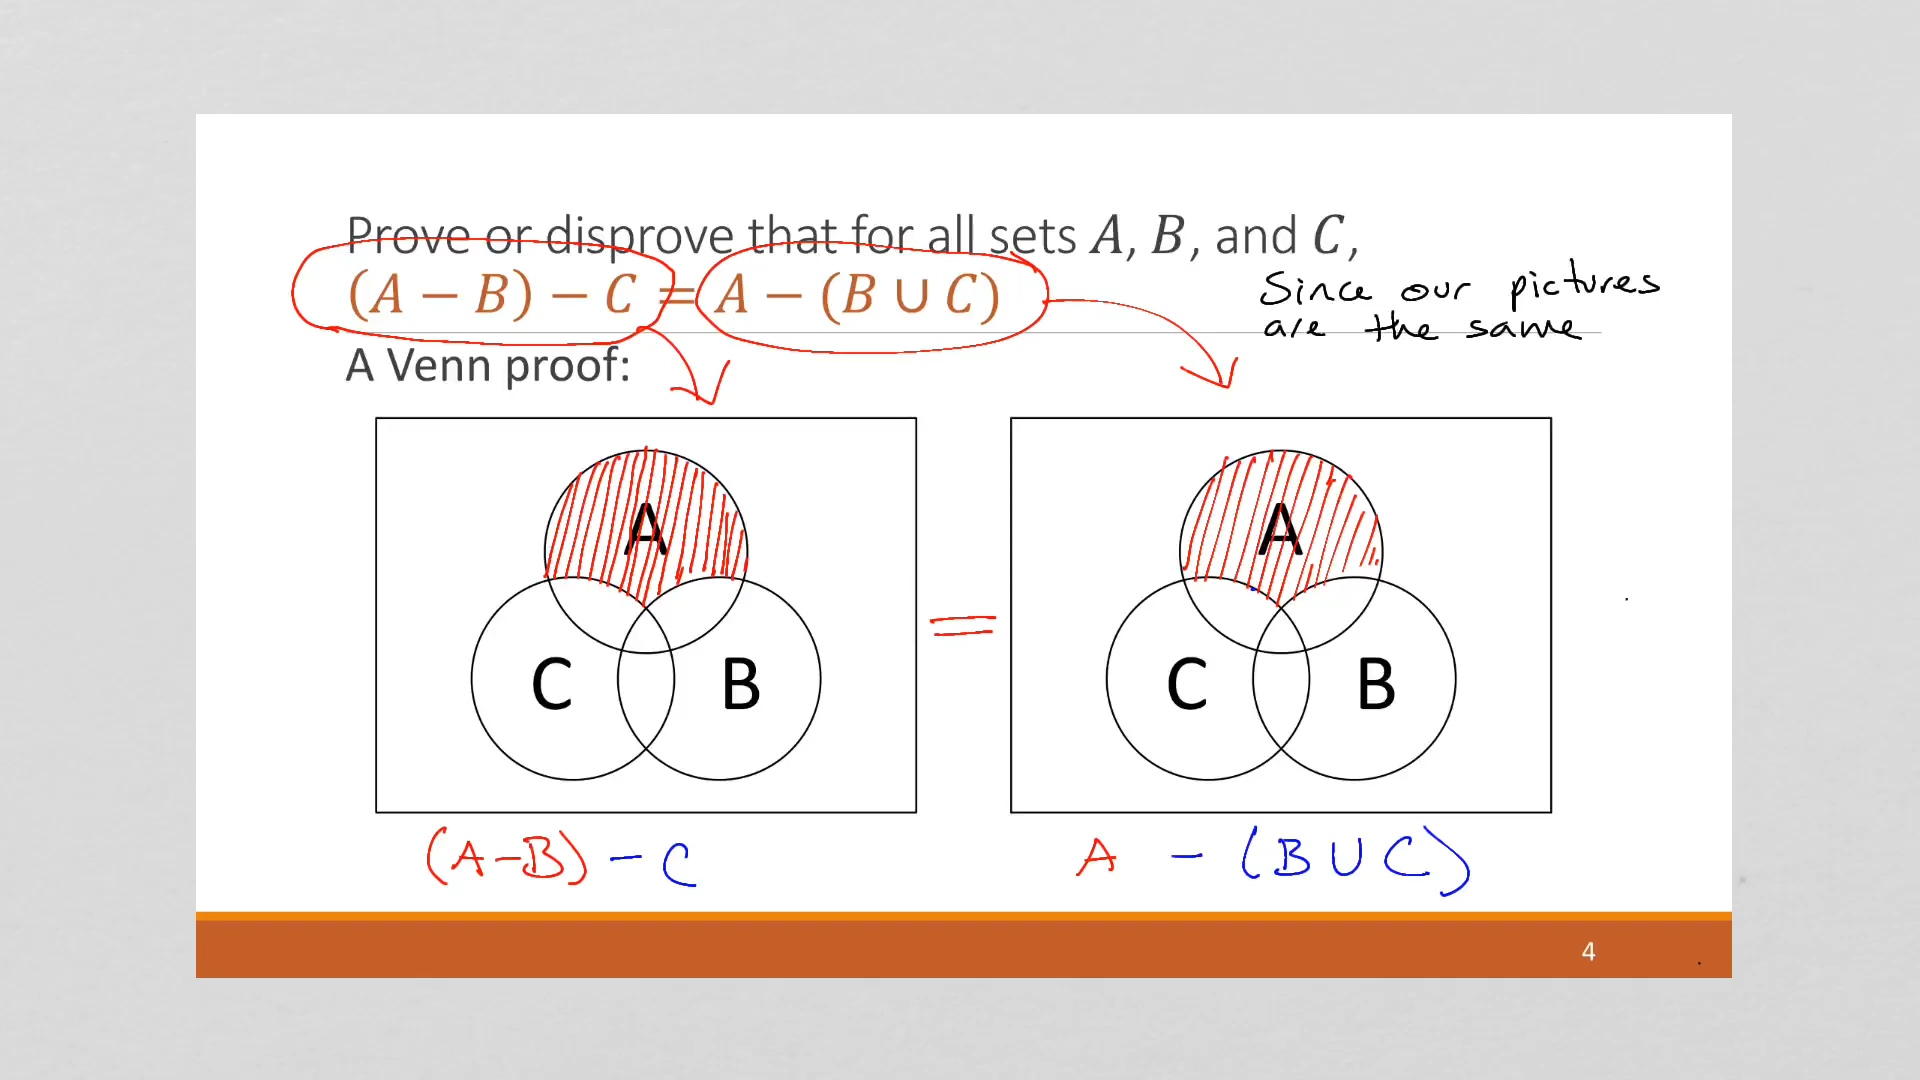 Prove or disprove that for all sets A, B, and C,
(A − B) − C = A − (B ∪ C)
Since our pictures
are the same
A Venn proof:
A
C
B
=
A
C
B
(A-B) - C
A - (B ∪ C)
4